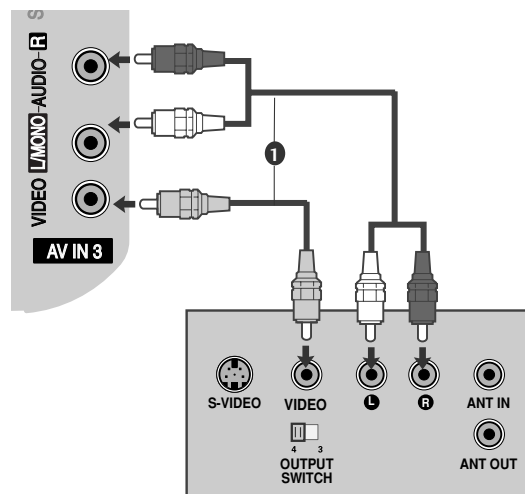 S
VIDEO L/MONO-AUDIO-R
AV IN 3
1
S-VIDEO
VIDEO
L
R
ANT IN
4 3
OUTPUT
SWITCH
ANT OUT